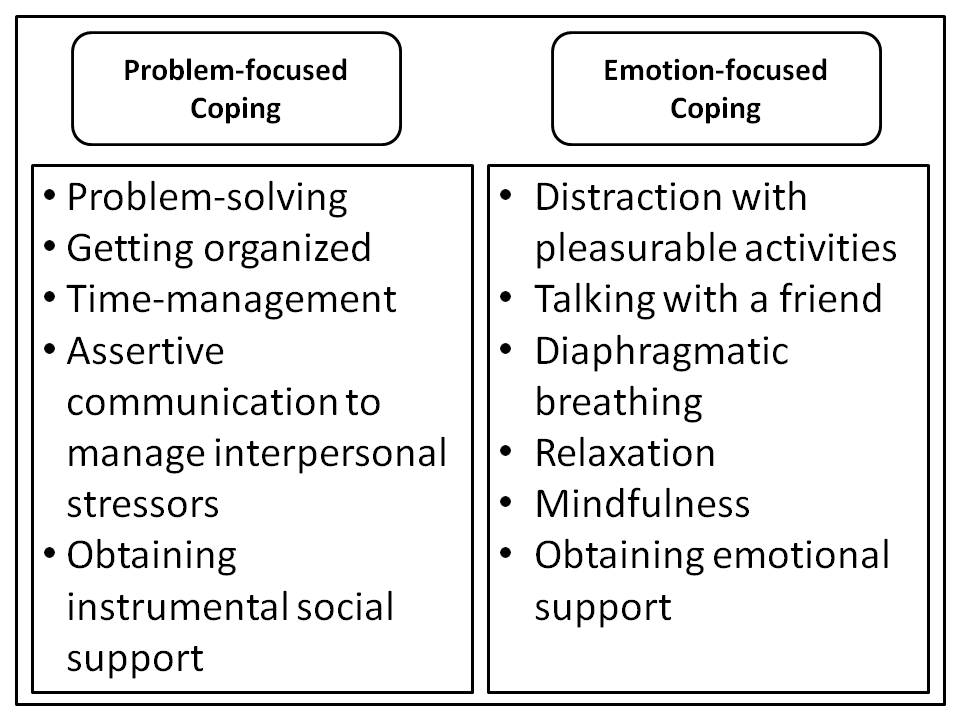 Problem-focused
Coping
Emotion-focused
Coping
• Problem-solving
• Getting organized
• Time-management
• Assertive
communication to
manage interpersonal
stressors
• Obtaining
instrumental social
support
• Distraction with
pleasurable activities
• Talking with a friend
• Diaphragmatic
breathing
• Relaxation
• Mindfulness
• Obtaining emotional
support